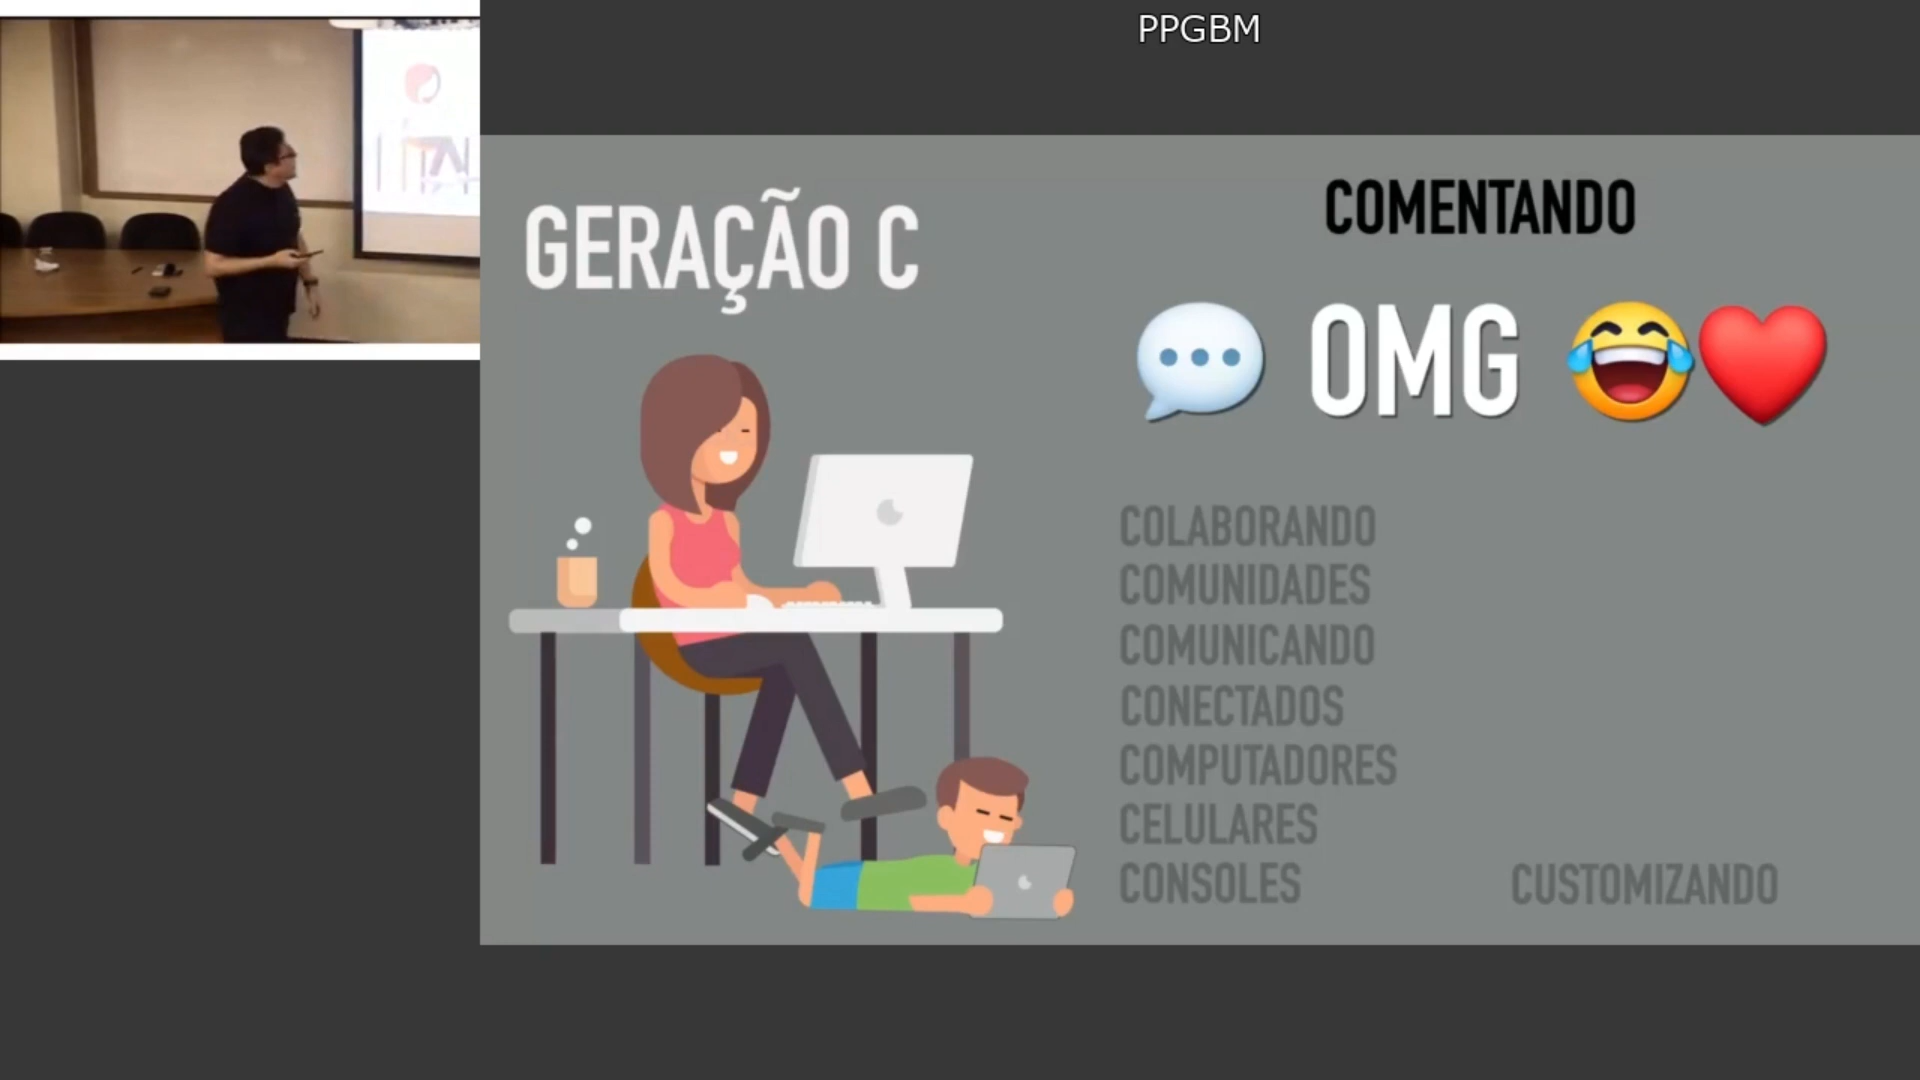 PPGBM
GERAÇÃO C
COMENTANDO
OMG
COLABORANDO
COMUNIDADES
COMUNICANDO
CONECTADOS
COMPUTADORES
CELULARES
CONSOLES
CUSTOMIZANDO